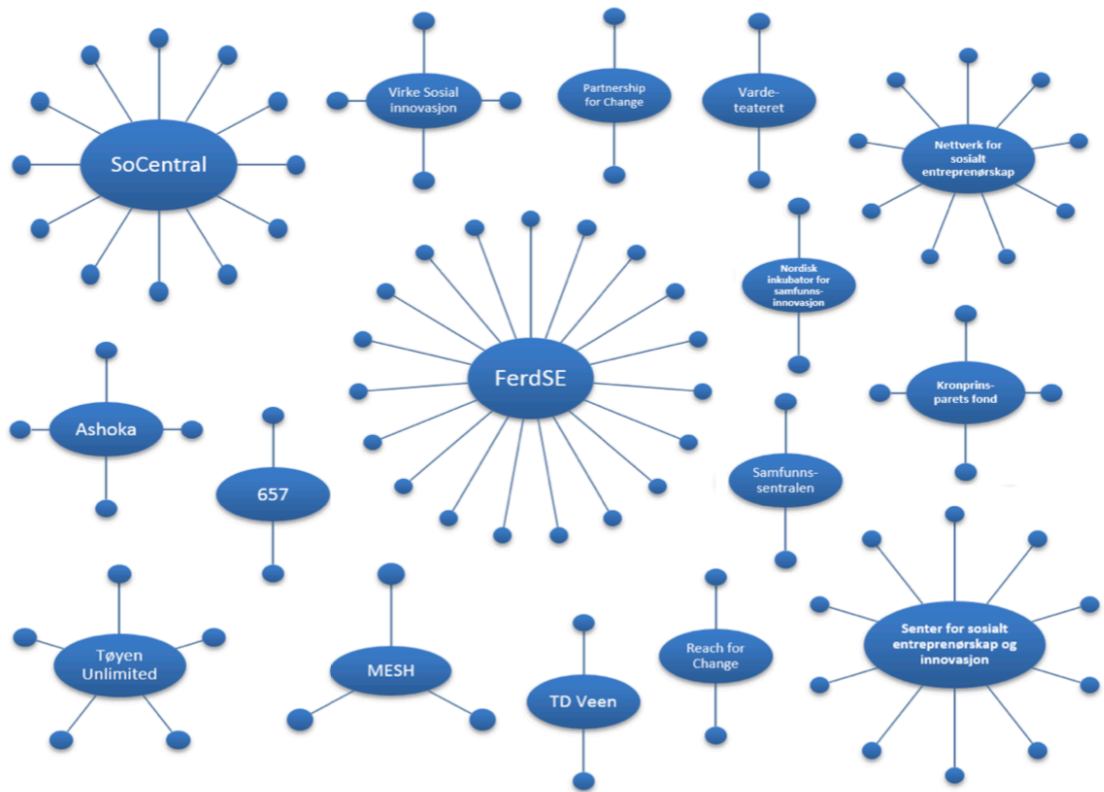 SoCentral
Virke Sosial
innovasjon
Partnership
for Change
Varde-
teateret
Nettverk for
sosialt
entreprenørskap
Nordisk
inkubator for
samfunns-
innovasjon
FerdSE
Kronprins-
parets fond
Ashoka
657
Samfunns-
sentralen
Tøyen
Unlimited
MESH
TD Veen
Reach for
Change
Senter for sosialt
entreprenørskap og
innovasjon